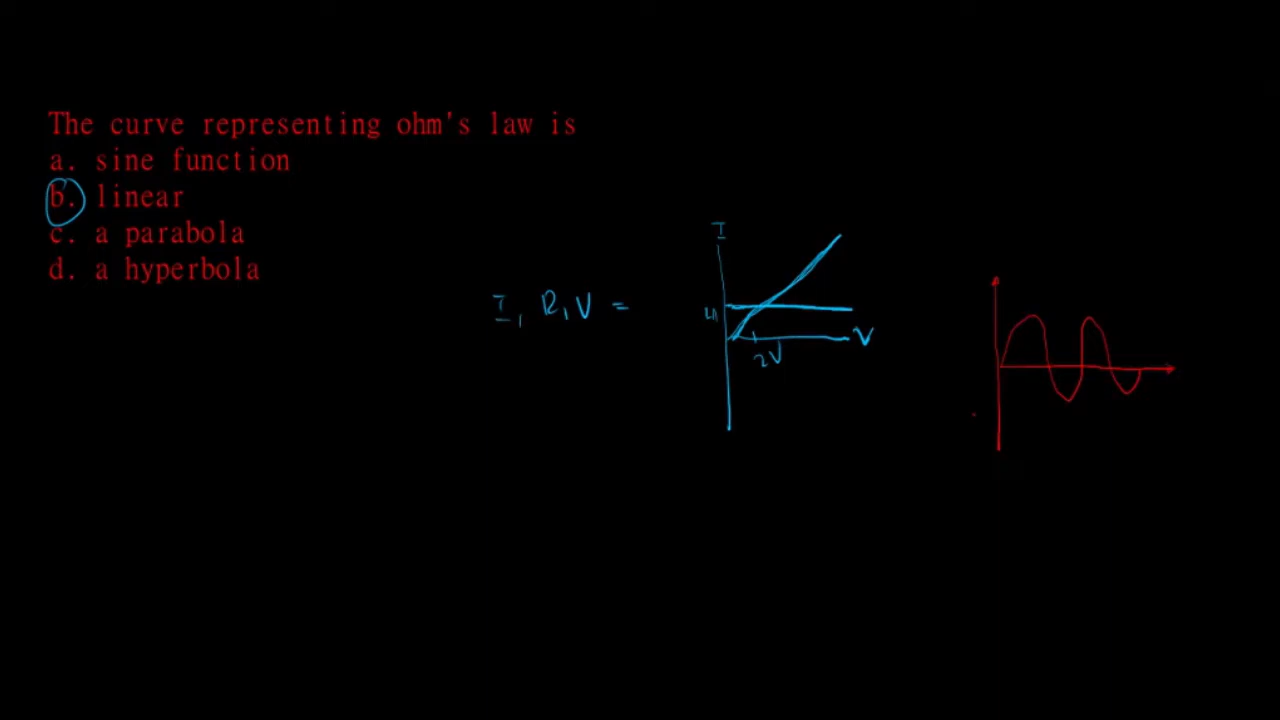 The curve representing ohm's law is
a. sine function
b. linear
c. a parabola
d. a hyperbola
I, R, V =
I
V
2V